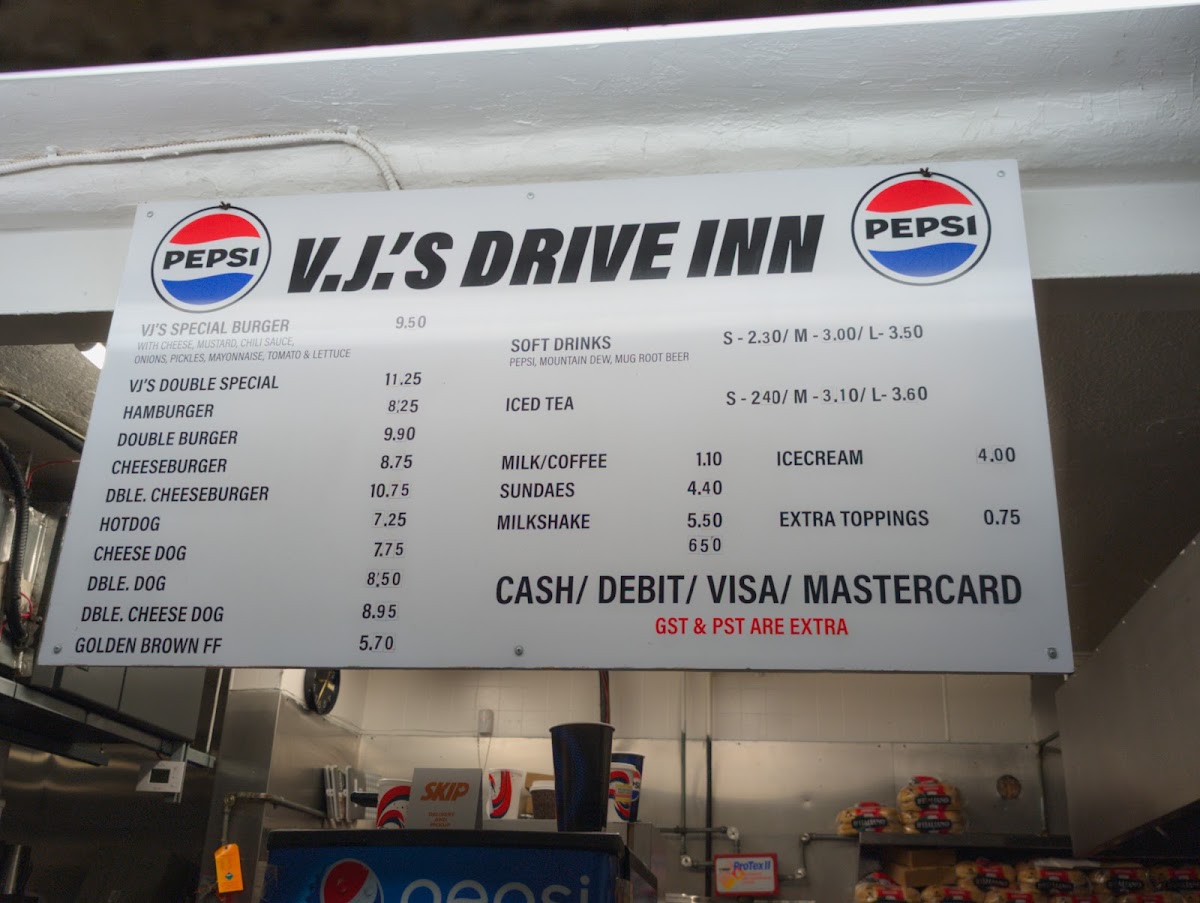 PEPSI
V.J.'S DRIVE INN
PEPSI
VJ'S SPECIAL BURGER 9.50
WITH CHEESE, MUSTARD, CHILI SAUCE,
ONIONS, PICKLES, MAYONNAISE, TOMATO & LETTUCE
VJ'S DOUBLE SPECIAL 11.25
HAMBURGER 8.25
DOUBLE BURGER 9.90
CHEESEBURGER 8.75
DBLE. CHEESEBURGER 10.75
HOTDOG 7.25
CHEESE DOG 7.75
DBLE. DOG 8.50
DBLE. CHEESE DOG 8.95
GOLDEN BROWN FF 5.70
SOFT DRINKS S - 2.30/ M - 3.00/ L- 3.50
PEPSI, MOUNTAIN DEW, MUG ROOT BEER
ICED TEA S - 240/ M - 3.10/ L- 3.60
MILK/COFFEE 1.10
SUNDAES 4.40
MILKSHAKE 5.50
650
ICECREAM 4.00
EXTRA TOPPINGS 0.75
CASH/ DEBIT/ VISA/ MASTERCARD
GST & PST ARE EXTRA
SKIP
ProTex II
pepsi